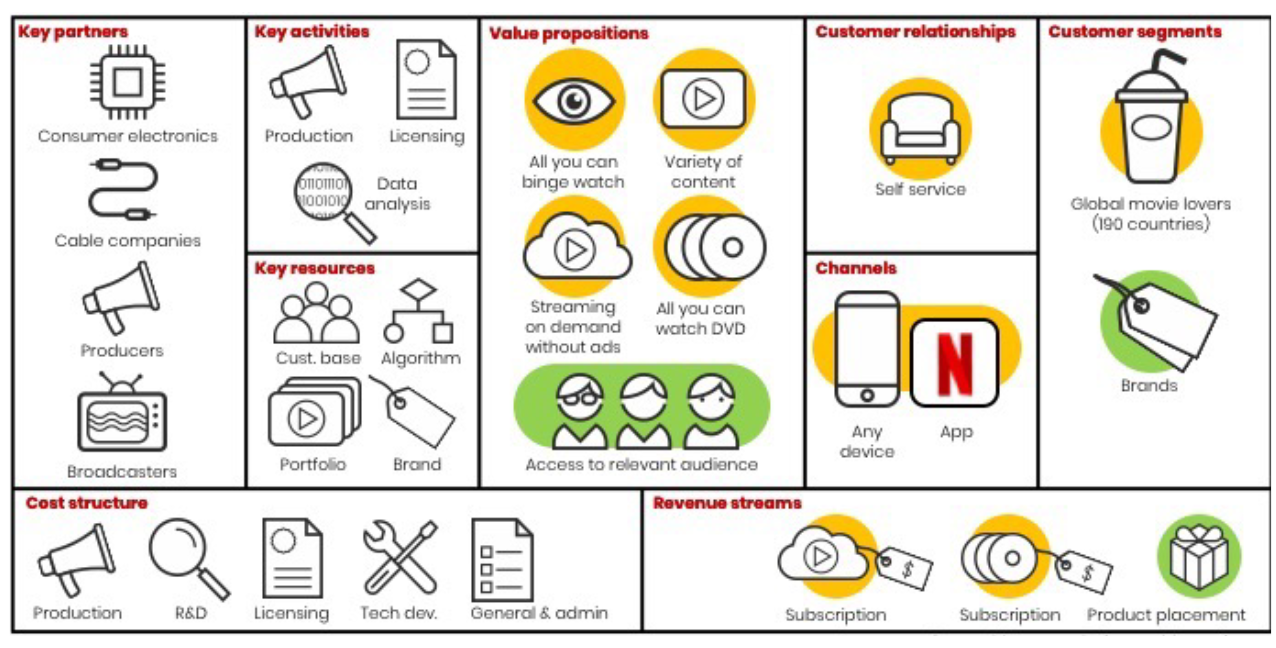 Key partners
Consumer electronics
Cable companies
Producers
Broadcasters
Key activities
Production
Licensing
Data
analysis
Key resources
Cust. base
Algorithm
Portfolio
Brand
Value propositions
All you can
binge watch
Variety of
content
Streaming
on demand
without ads
All you can
watch DVD
Access to relevant audience
Customer relationships
Self service
Channels
N
Any
device
App
Customer segments
Global movie lovers
(190 countries)
Brands
Cost structure
Production
R&D
Licensing
Tech dev.
General & admin
Revenue streams
$
Subscription
$
Subscription
Product placement